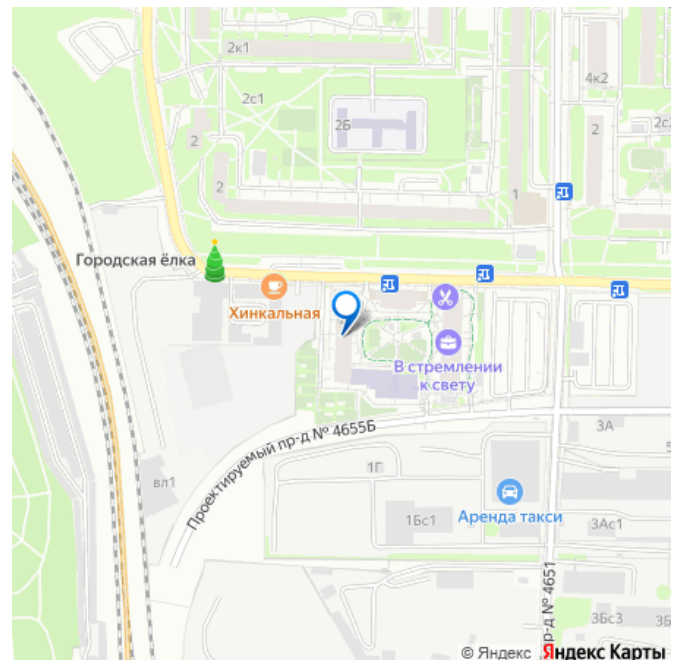 2к1
4к2
2с1
2Б
2
2
2с
2
1
Городская ёлка
Хинкальная
В стремлении
к свету
Проектируемый пр-д № 4655Б
3А
1П
вл1
1Бс1
Аренда такси
3Ас1
пр-д № 4651
3Бс3
3Б
© Яндекс Яндекс Карты